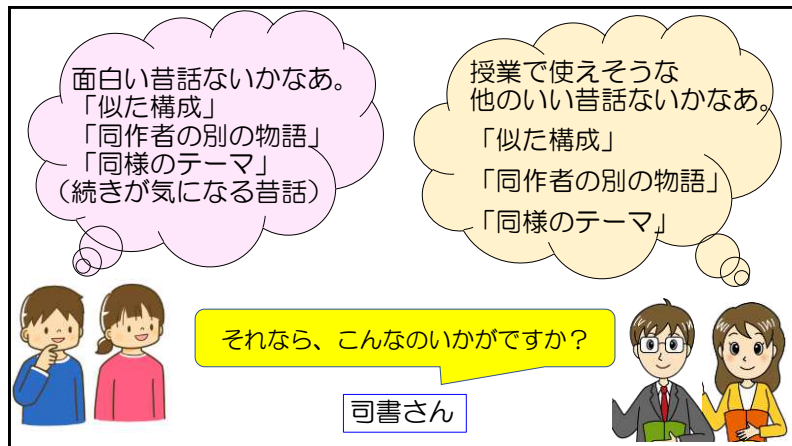 面白い昔話ないかなあ。
「似た構成」
「同作者の別の物語」
「同様のテーマ」
(続きが気になる昔話)
授業で使えそうな
他のいい昔話ないかなあ。
「似た構成」
「同作者の別の物語」
「同様のテーマ」
それなら、こんなのいかがですか？
司書さん